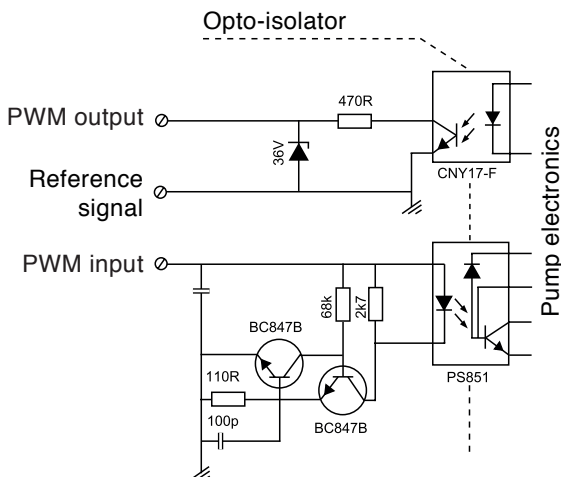 Opto-isolator
470R
PWM output
36V
CNY17-F
Reference
signal
Pump electronics
PWM input
68k
2k7
BC847B
110R
PS851
100p
BC847B